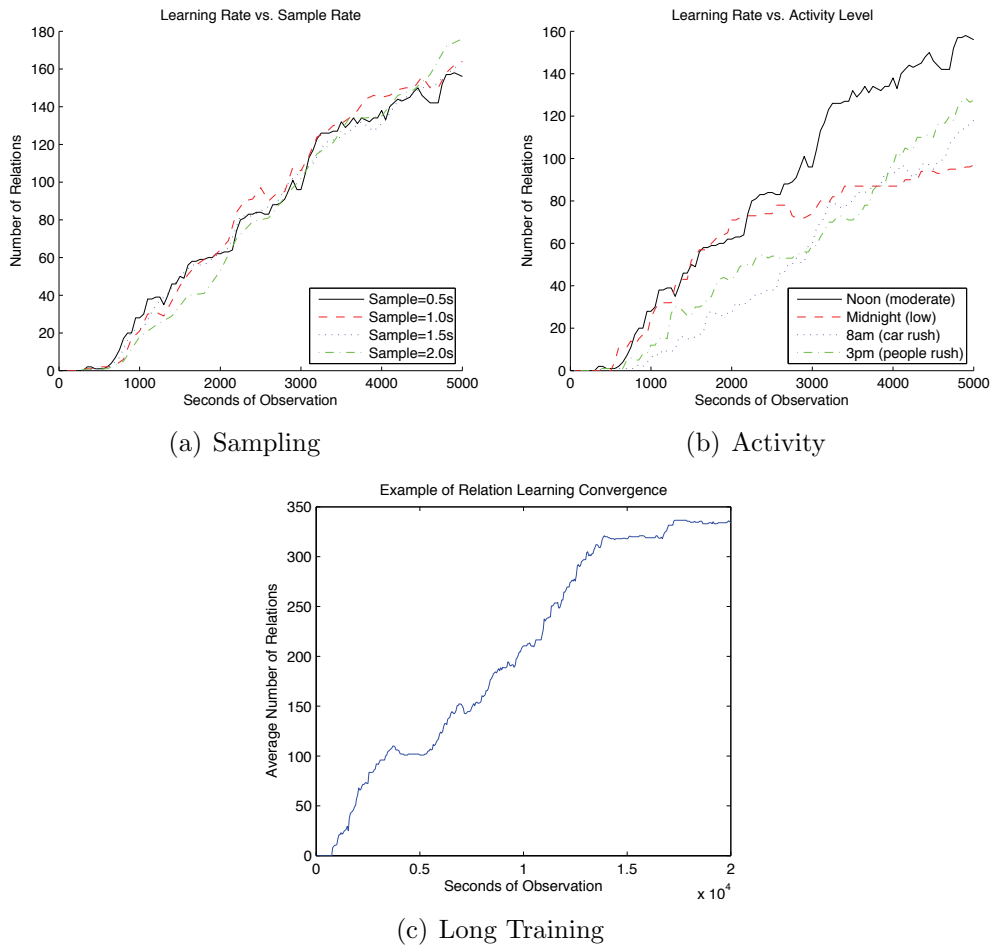 Learning Rate vs. Sample Rate
180
160
140
120
100
80
60
40
20
0
Number of Relations
0 1000 2000 3000 4000 5000
Seconds of Observation
Sample=0.5s
Sample=1.0s
Sample=1.5s
Sample=2.0s
(a) Sampling
Learning Rate vs. Activity Level
160
140
120
100
80
60
40
20
0
Number of Relations
0 1000 2000 3000 4000 5000
Seconds of Observation
Noon (moderate)
Midnight (low)
8am (car rush)
3pm (people rush)
(b) Activity
Example of Relation Learning Convergence
350
300
250
200
150
100
50
0
Average Number of Relations
0 0.5 1 1.5 2
x 10^4
Seconds of Observation
(c) Long Training